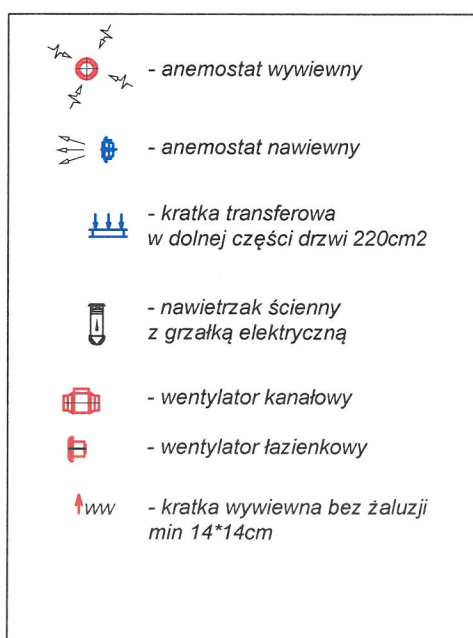 - anemostat wywiewny
- anemostat nawiewny
- kratka transferowa
w dolnej części drzwi 220cm2
- nawietrzak ścienny
z grzałką elektryczną
- wentylator kanałowy
- wentylator łazienkowy
ww - kratka wywiewna bez żaluzji
min 14*14cm